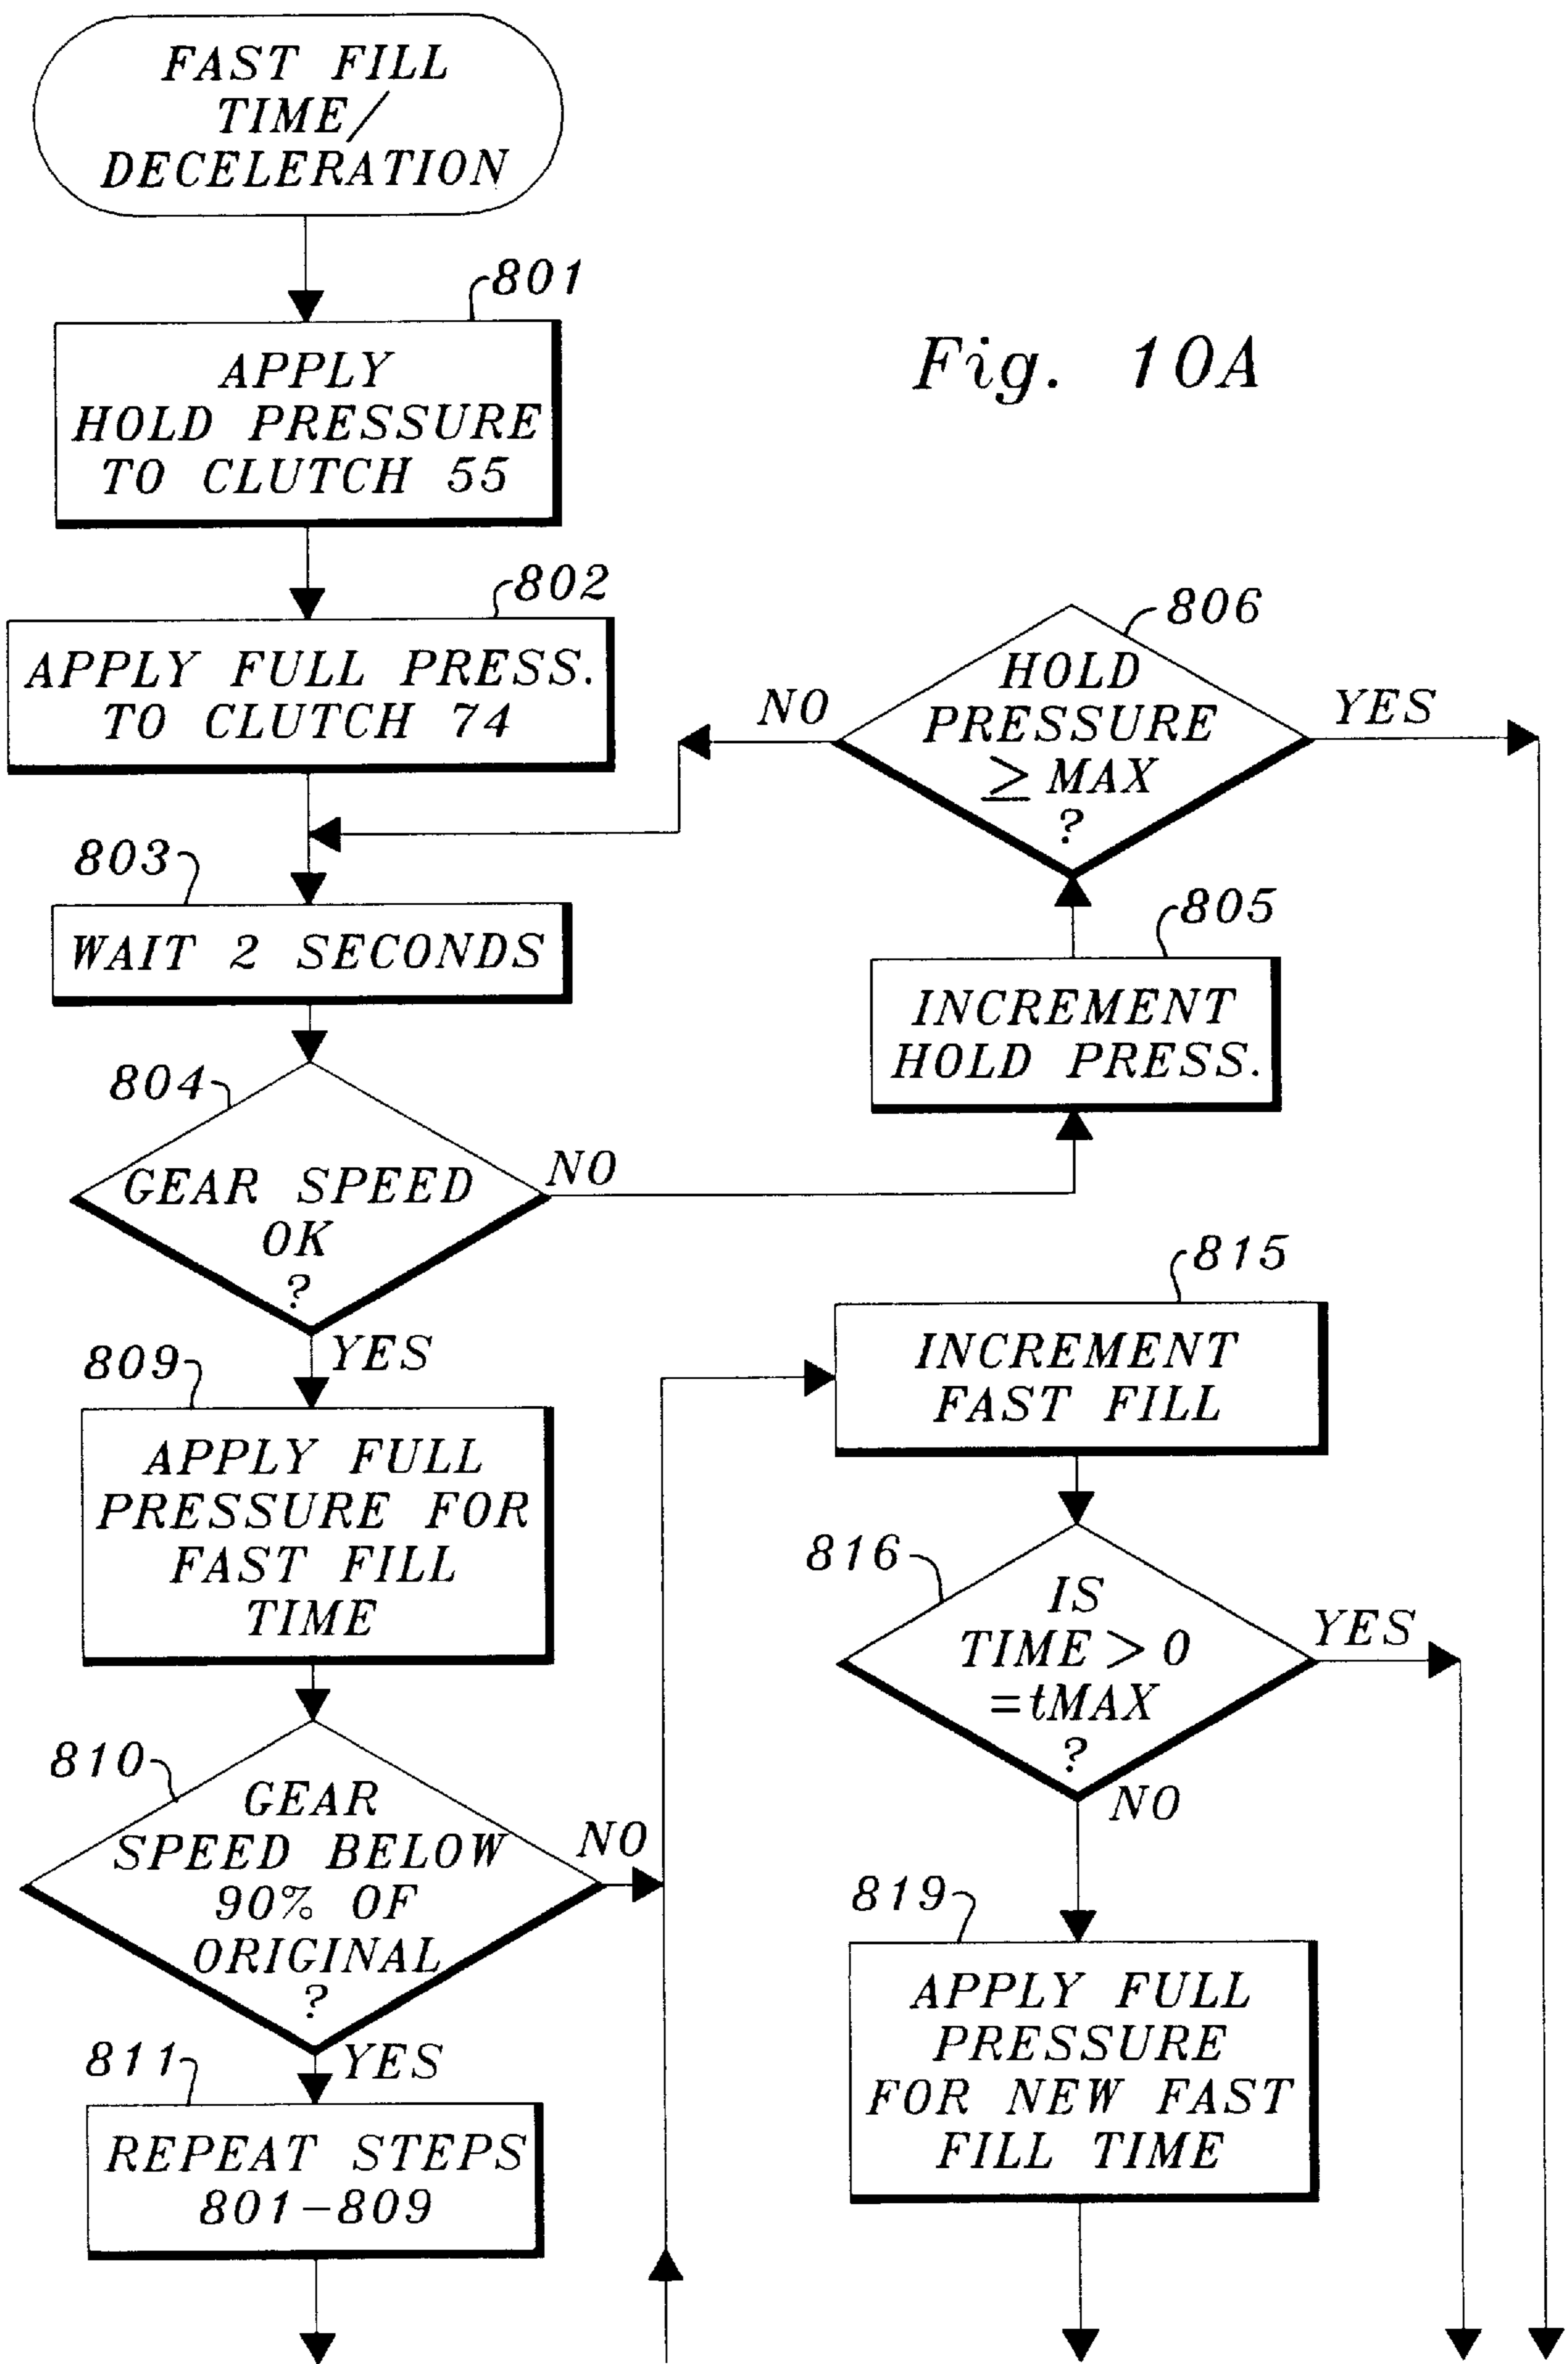 FAST FILL
TIME/
DECELERATION
801
APPLY
HOLD PRESSURE
TO CLUTCH 55
Fig. 10A
802
APPLY FULL PRESS.
TO CLUTCH 74
806
HOLD
PRESSURE
≥ MAX
?
NO
YES
803
WAIT 2 SECONDS
805
INCREMENT
HOLD PRESS.
804
GEAR SPEED
OK
?
NO
YES
809
APPLY FULL
PRESSURE FOR
FAST FILL
TIME
815
INCREMENT
FAST FILL
816
IS
TIME > 0
=tMAX
?
YES
NO
810
GEAR
SPEED BELOW
90% OF
ORIGINAL
?
NO
YES
819
APPLY FULL
PRESSURE
FOR NEW FAST
FILL TIME
811
REPEAT STEPS
801-809